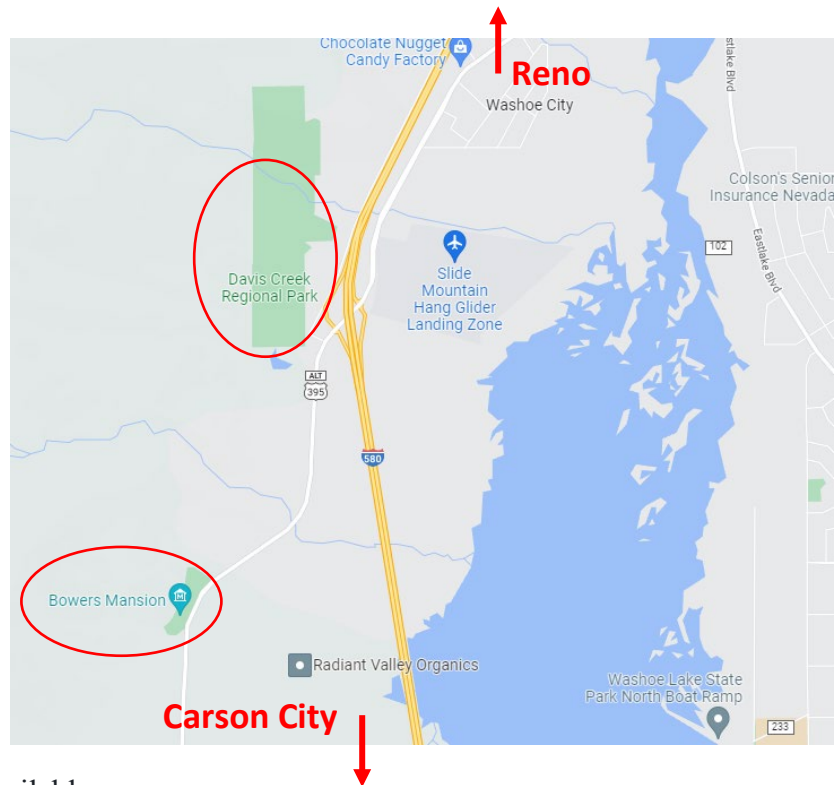 Reno
Chocolate Nugget
Candy Factory
Washoe City
Eastlake Blvd
Colson's Senior
Insurance Nevada
102
Eastlake Blvd
Slide
Mountain
Hang Glider
Landing Zone
Davis Creek
Regional Park
ALT
395
580
Bowers Mansion
Radiant Valley Organics
Washoe Lake State
Park North Boat Ramp
Carson City
233